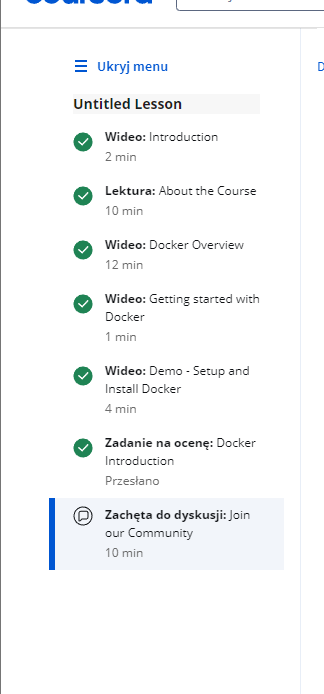 Ukryj menu
Untitled Lesson
Wideo: Introduction
2 min
Lektura: About the Course
10 min
Wideo: Docker Overview
12 min
Wideo: Getting started with
Docker
1 min
Wideo: Demo - Setup and
Install Docker
4 min
Zadanie na ocenę: Docker
Introduction
Przesłano
Zachęta do dyskusji: Join
our Community
10 min